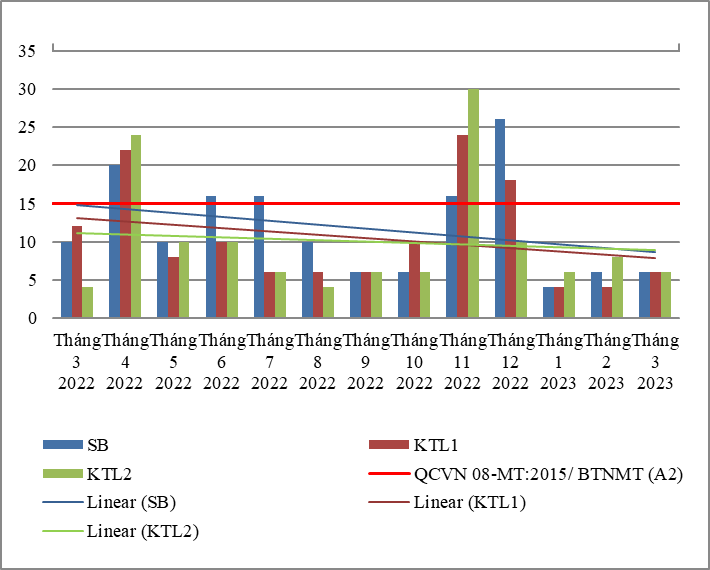 35
30
25
20
15
10
5
0
Tháng Tháng Tháng Tháng Tháng Tháng Tháng Tháng Tháng Tháng Tháng Tháng Tháng
3 4 5 6 7 8 9 10 11 12 1 2 3
2022 2022 2022 2022 2022 2022 2022 2022 2022 2022 2023 2023 2023
SB KTL1
KTL2 QCVN 08-MT:2015/ BTNMT (A2)
Linear (SB) Linear (KTL1)
Linear (KTL2)